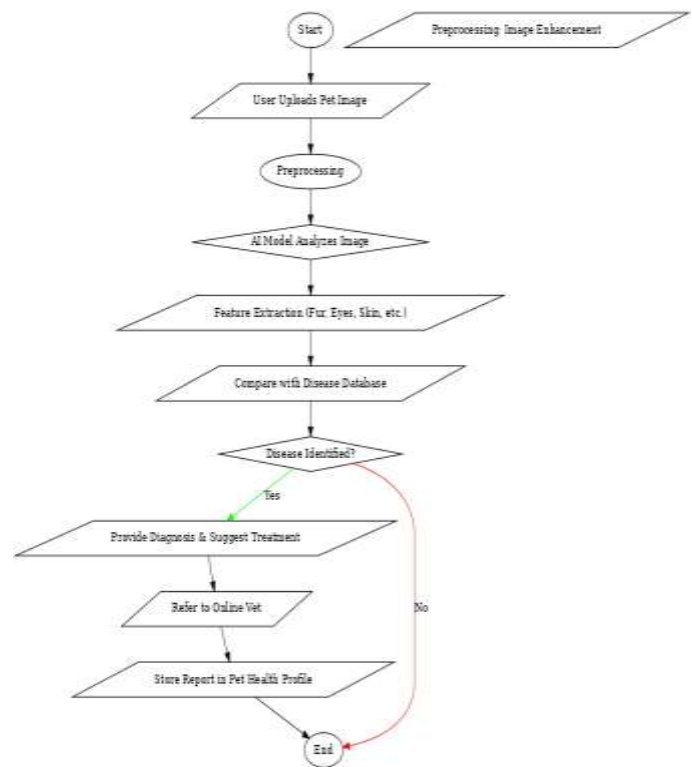 Start
Preprocessing: Image Enhancement
User Uploads Pet Image
Preprocessing
AI Model Analyzes Image
Feature Extraction (Fur, Eyes, Skin, etc.)
Compare with Disease Database
Disease Identified?
Yes
Provide Diagnosis & Suggest Treatment
Refer to Online Vet
No
Store Report in Pet Health Profile
End